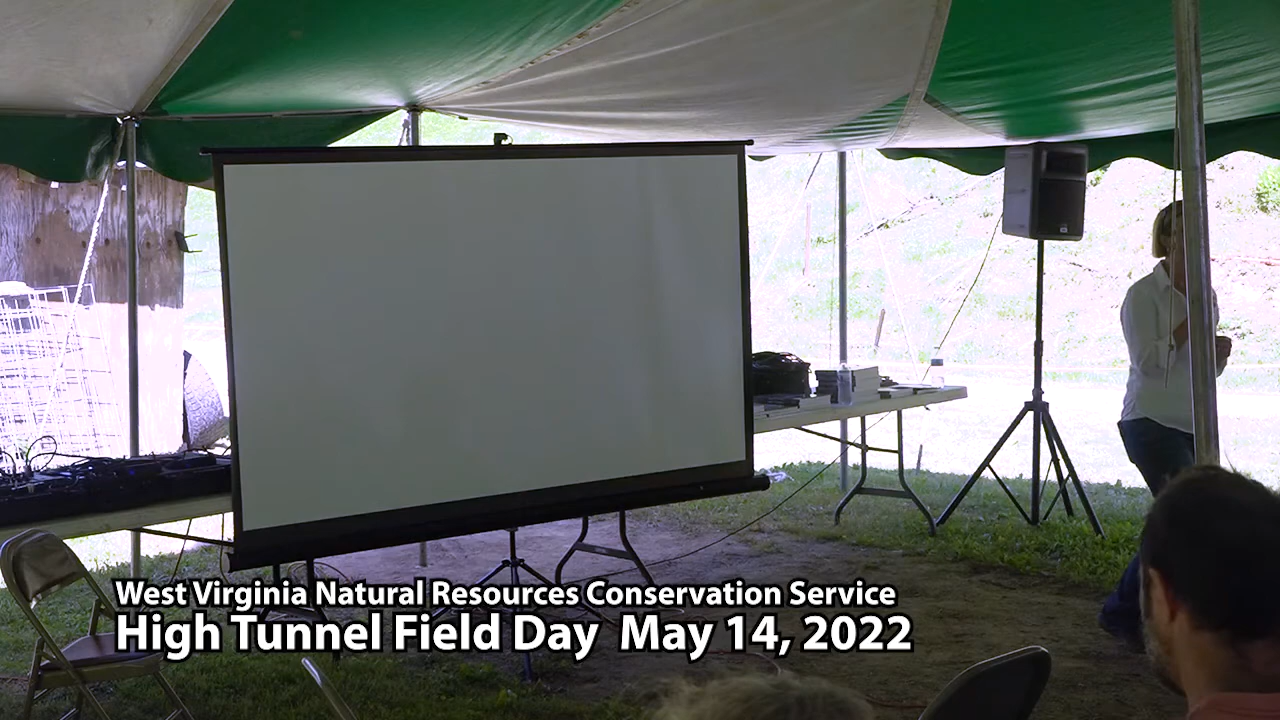 West Virginia Natural Resources Conservation Service
High Tunnel Field Day  May 14, 2022